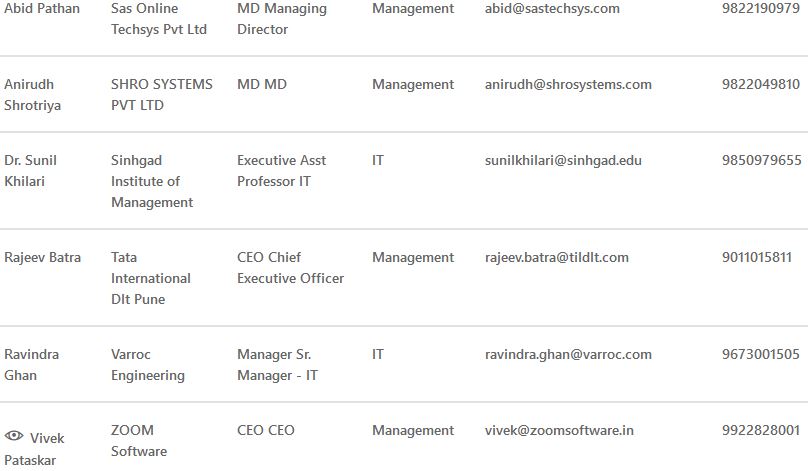 Abid Pathan Sas Online MD Managing Management abid@sastechsys.com 9822190979
Techsys Pvt Ltd Director
Anirudh SHRO SYSTEMS MD MD Management anirudh@shrosystems.com 9822049810
Shrotriya PVT LTD
Dr. Sunil Sinhgad Executive Asst IT sunilkhilari@sinhgad.edu 9850979655
Khilari Institute of Professor IT
Management
Rajeev Batra Tata CEO Chief Management rajeev.batra@tildlt.com 9011015811
International Executive Officer
Dlt Pune
Ravindra Varroc Manager Sr. IT ravindra.ghan@varroc.com 9673001505
Ghan Engineering Manager - IT
Vivek ZOOM CEO CEO Management vivek@zoomsoftware.in 9922828001
Pataskar Software